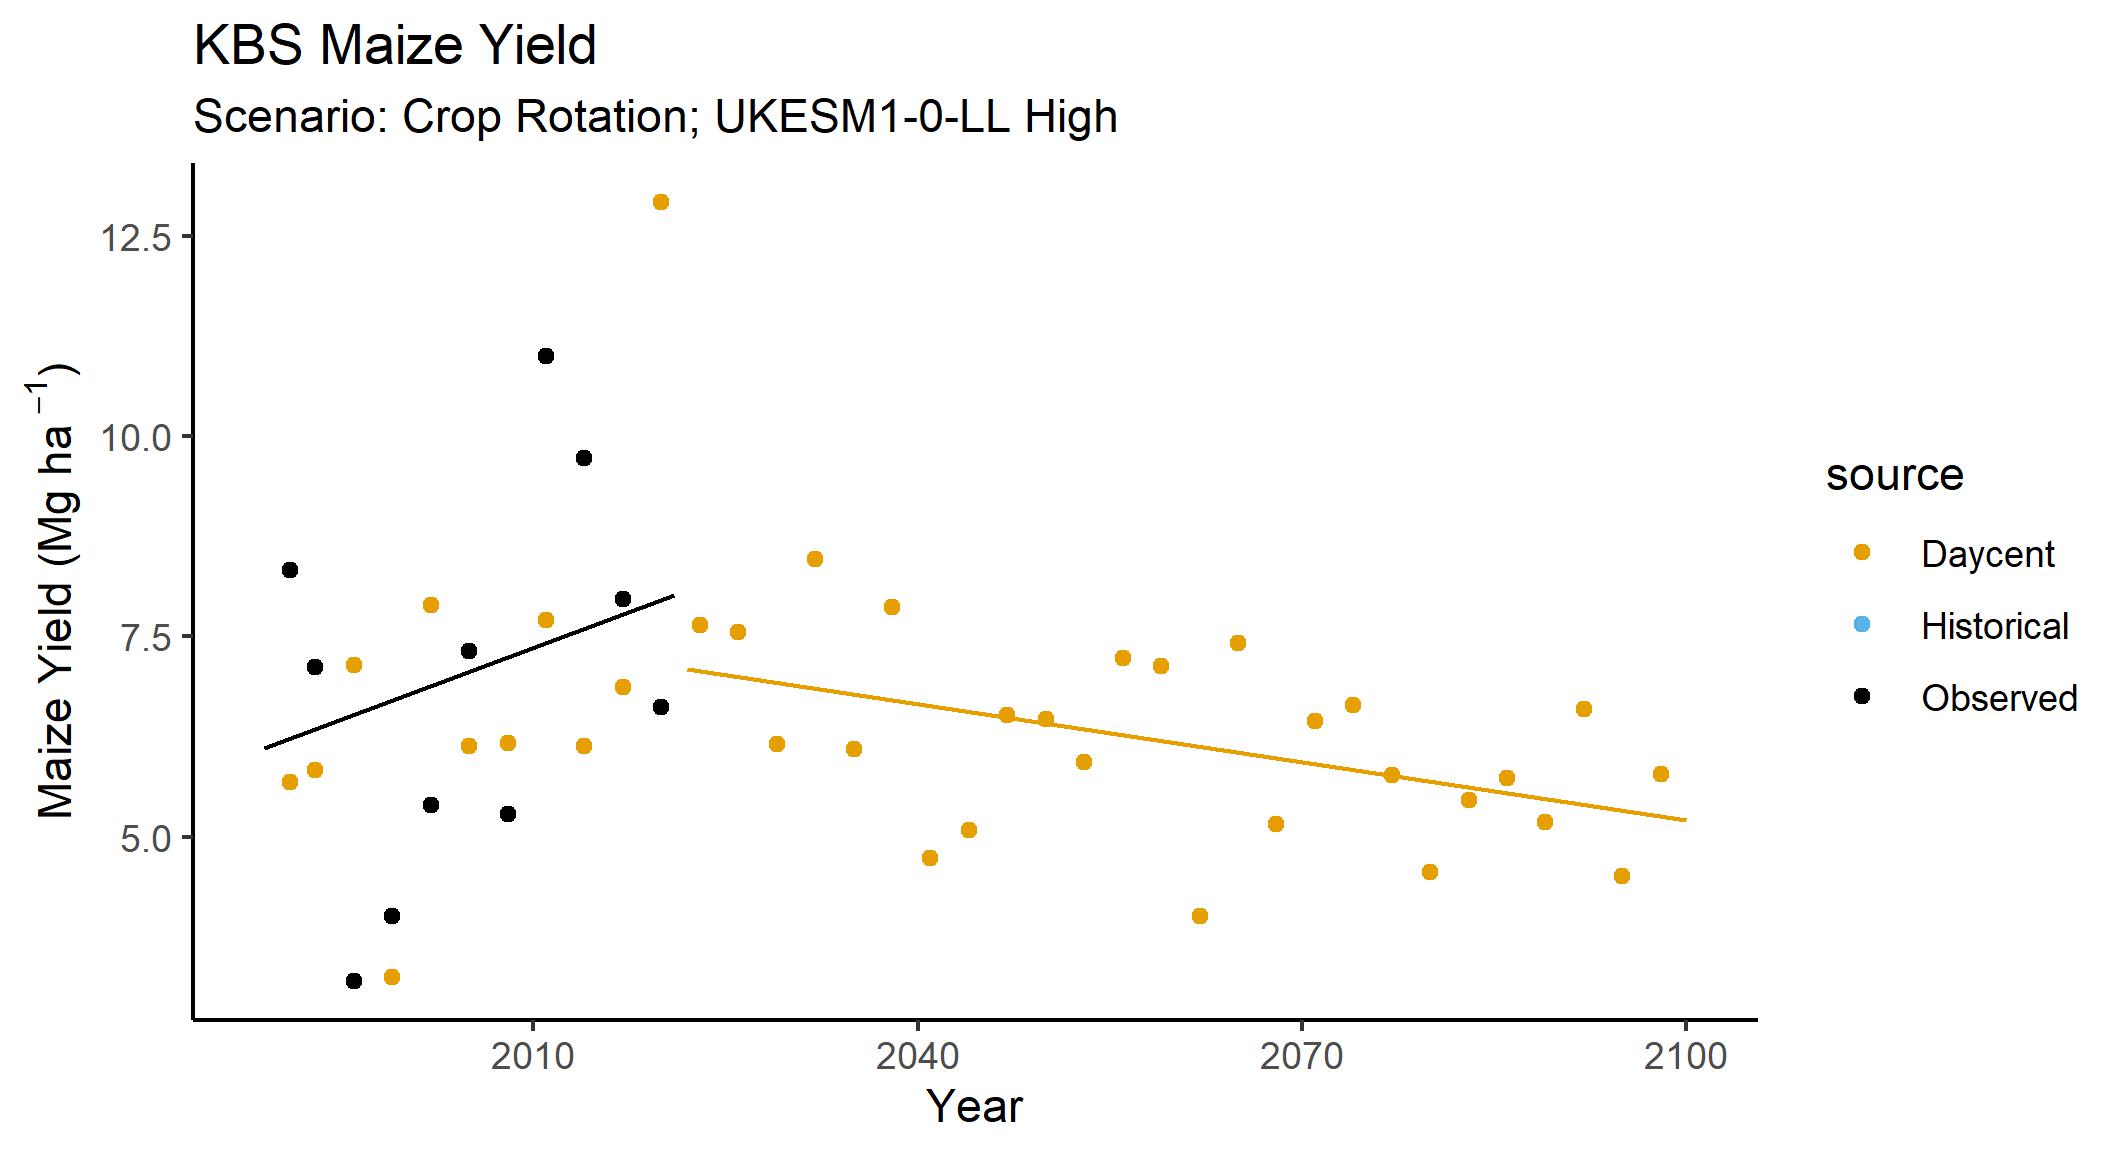 KBS Maize Yield
Scenario: Crop Rotation; UKESM1-0-LL High
Maize Yield (Mg ha −1)
12.5
10.0
7.5
5.0
2010
2040
2070
2100
Year
source
Daycent
Historical
Observed